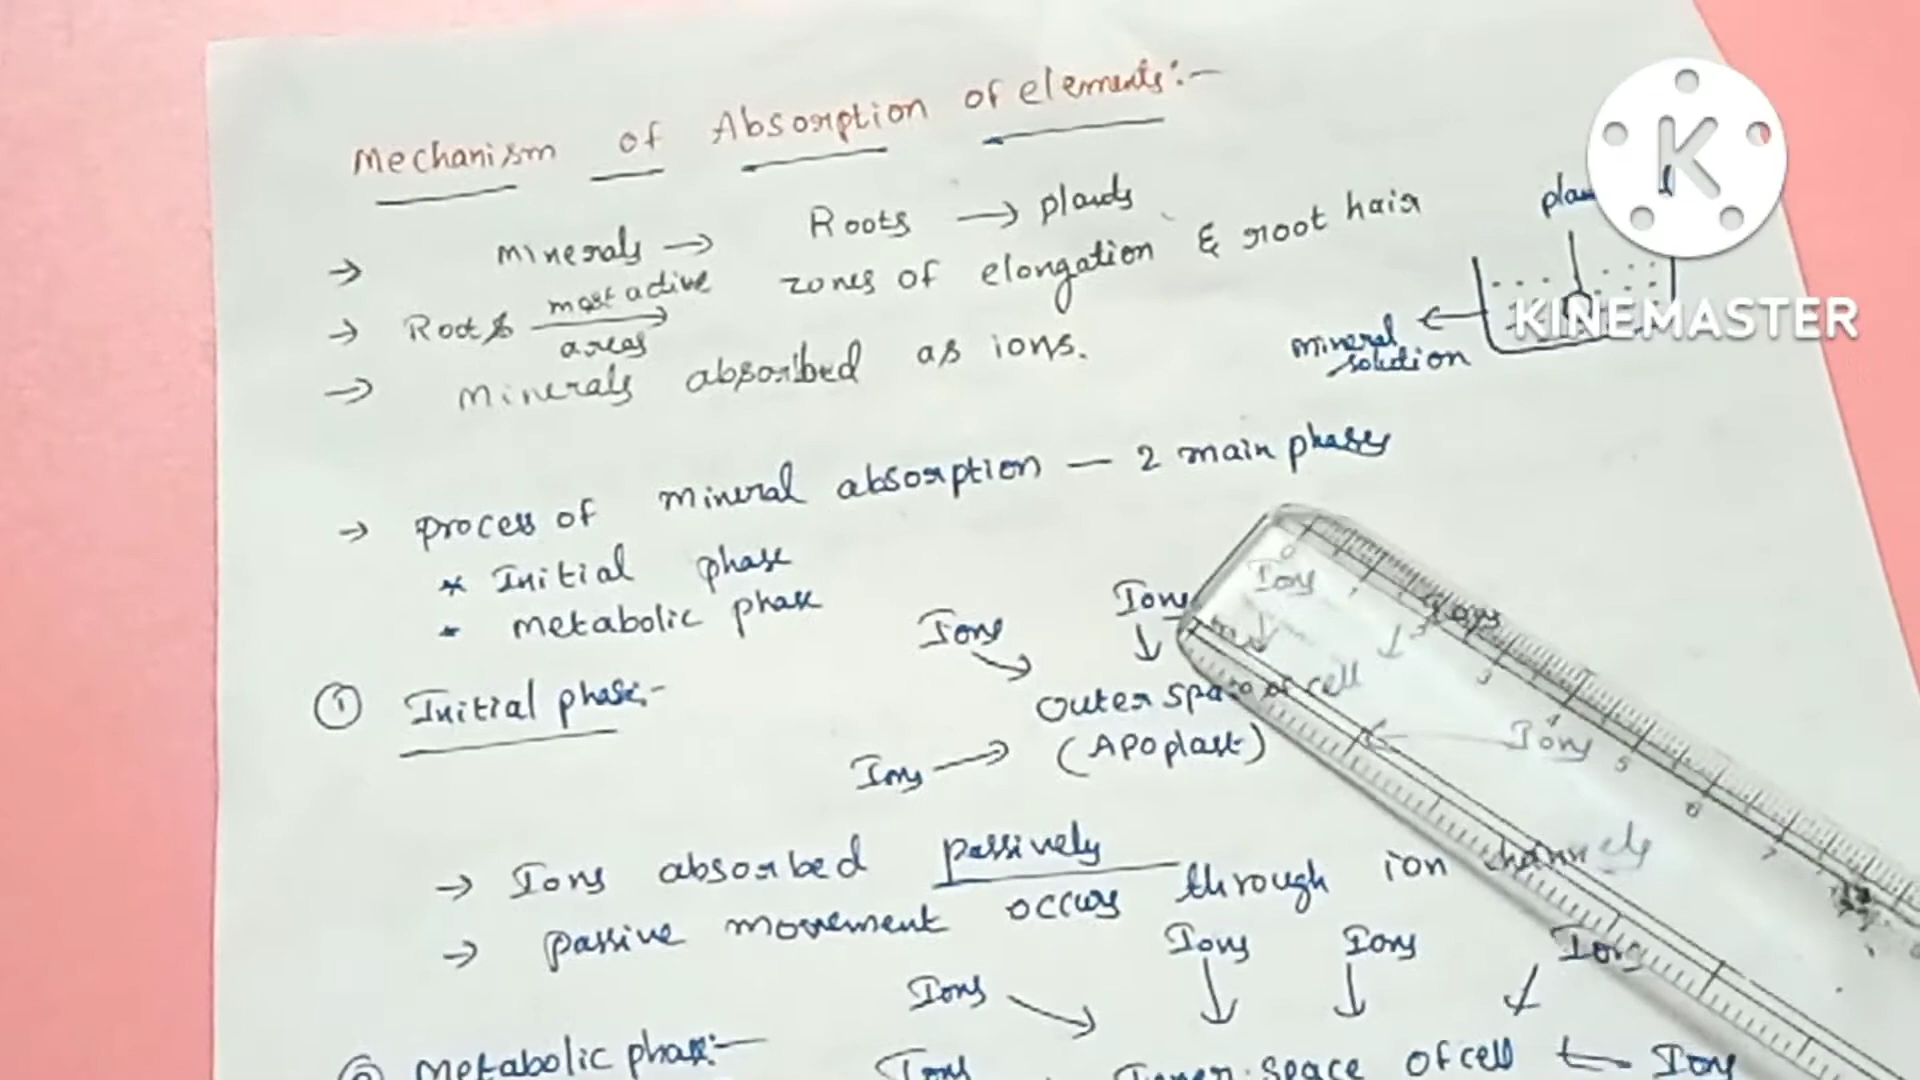 Mechanism of Absorption of elements:-
→ Minerals → Roots → plants
→ Roots most active areas → zones of elongation & root hair
→ Minerals absorbed as ions.
mineral solution
K
KINEMASTER
→ process of mineral absorption — 2 main phases
* Initial phase
* metabolic phase
① Initial phase:-
Ions Ions Ions Ions
outer space of cell
(Apoplast)
Ions → ← Ions
→ Ions absorbed passively
→ passive movement occurs through ion channels
Ions Ions Ions Ions
② Metabolic phase:-
Ions Inner space of cell ← Ions